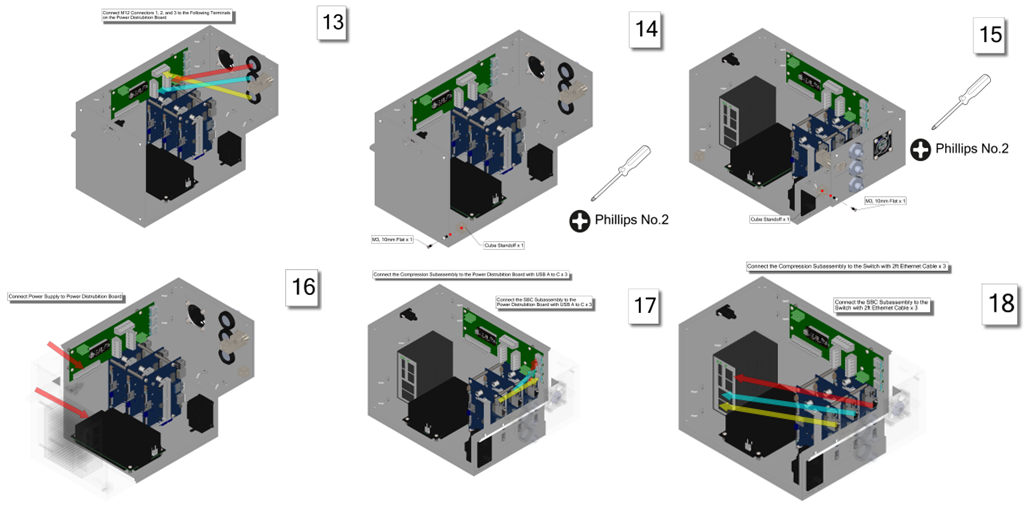 Connect M12 Connectors 1, 2, and 3 to the Following Terminals
on the Power Distrubition Board
13
14
15
Phillips No.2
M3, 10mm Flat x 1
Cube Standoff x 1
Phillips No.2
M3, 10mm Flat x 1
Cube Standoff x 1
16
Connect Power Supply to Power Distrubition Board
Connect the Compression Subassembly to the Power Distrubition Board with USB A to C x 3
Connect the SBC Subassembly to the
Power Distrubition Board with USB A to C x 3
17
Connect the Compression Subassembly to the Switch with 2ft Ethernet Cable x 3
Connect the SBC Subassembly to the
Switch with 2ft Ethernet Cable x 3
18